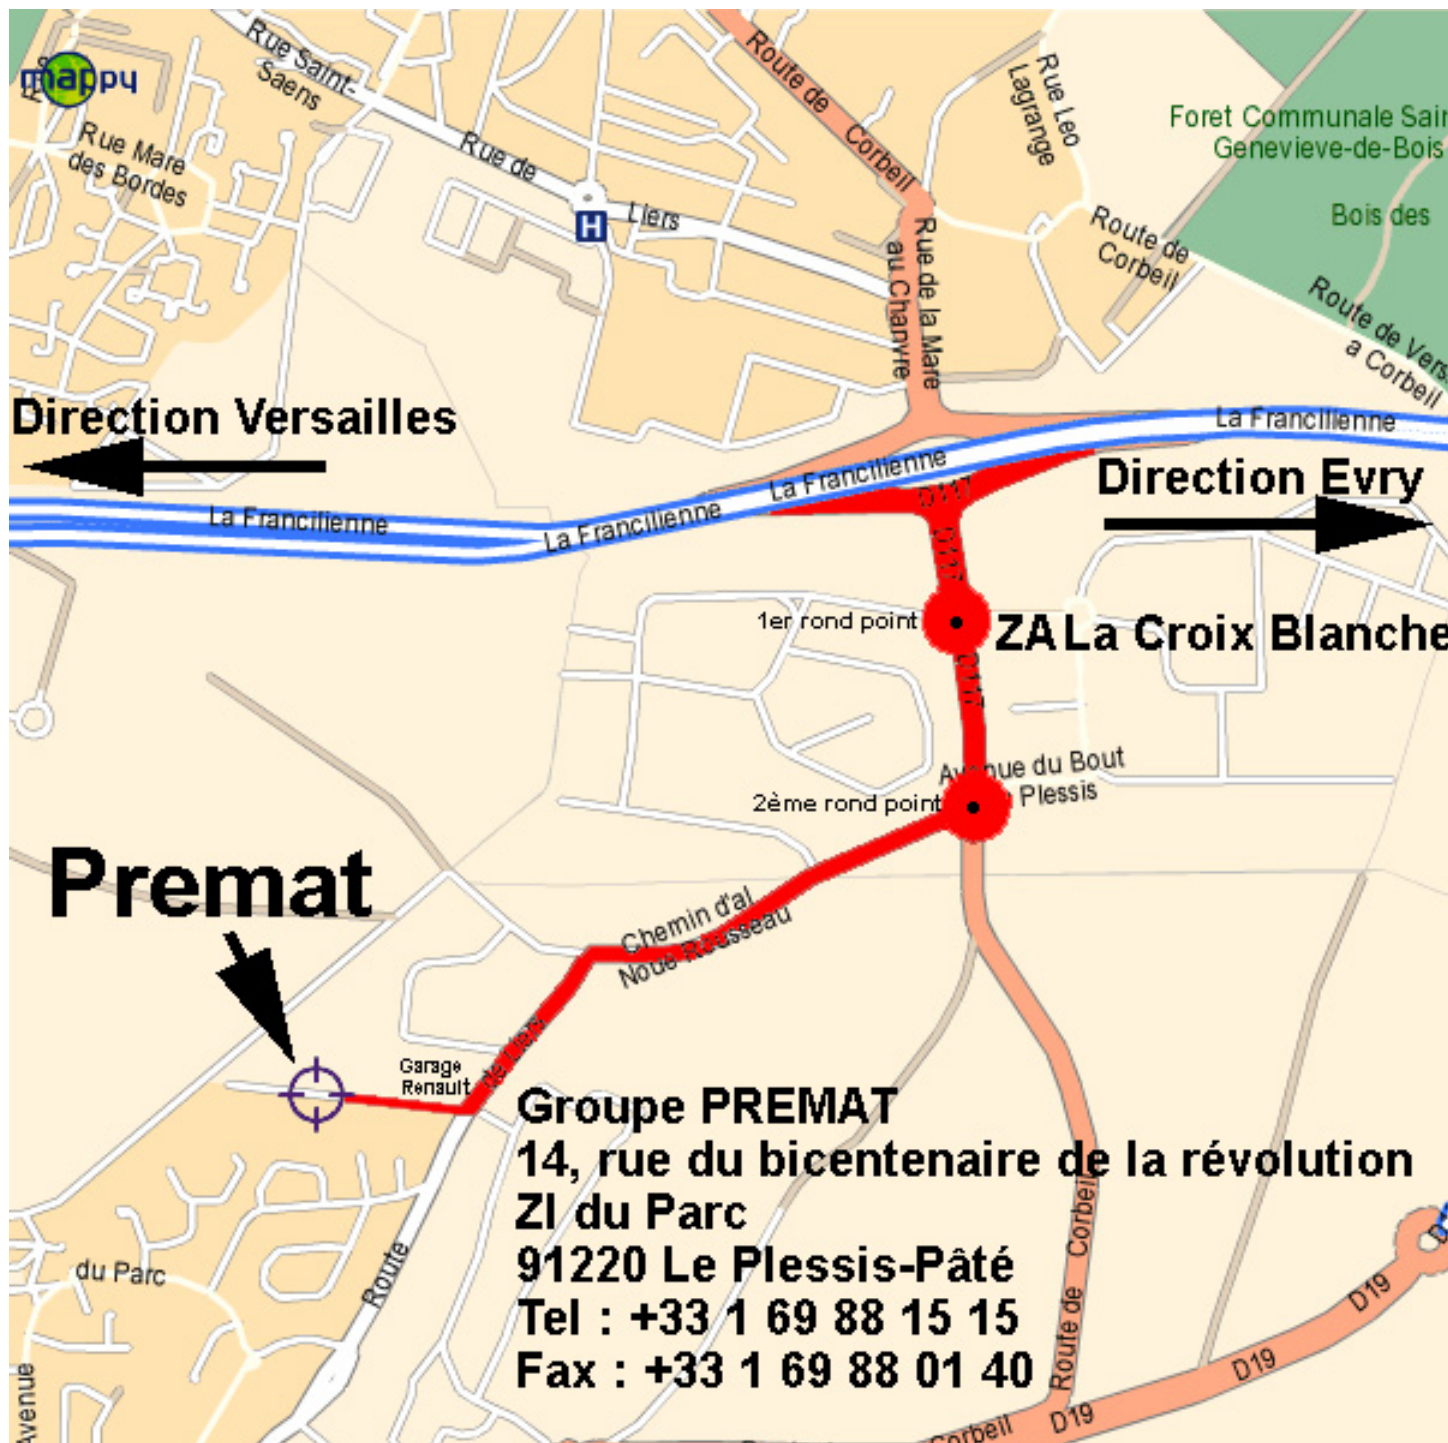 mappy
Rue Saint-
Saens
Rue Mare
des Bordes
Rue de
Liers
H
Route de
Corbeil
Rue Leo
Lagrange
Foret Communale Sain
Genevieve-de-Bois
Bois des
Route de
Corbeil
Route de Vers
a Corbeil
Rue de la Mare
au Chanvre
Direction Versailles
La Francilienne
La Francilienne
La Francilienne
La Francilienne
Direction Evry
D117
D117
1er rond point
ZA La Croix Blanche
D117
Avenue du Bout
Plessis
2ème rond point
Premat
Chemin d'al
Noue Rousseau
Garage
Renault
de Liers
Groupe PREMAT
14, rue du bicentenaire de la révolution
ZI du Parc
91220 Le Plessis-Pâté
Tel : +33 1 69 88 15 15
Fax : +33 1 69 88 01 40
du Parc
Route
Avenue
Route de Corbeil
D19
D19
D19
Corbeil